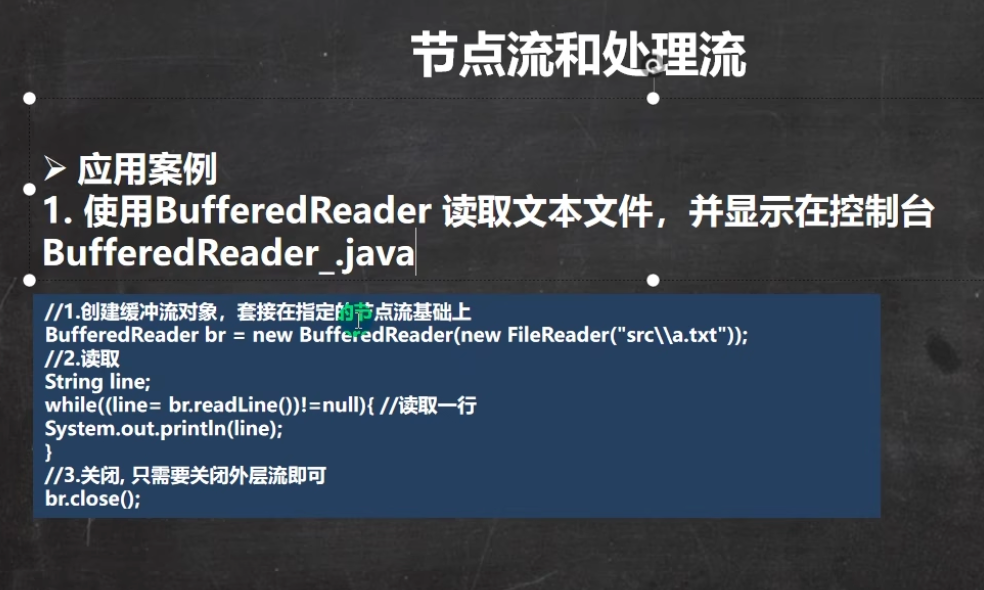 节点流和处理流
➢ 应用案例
1. 使用BufferedReader 读取文本文件，并显示在控制台
BufferedReader_.java
//1.创建缓冲流对象，套接在指定的节点流基础上
BufferedReader br = new BufferedReader(new FileReader("src\\a.txt"));
//2.读取
String line;
while((line= br.readLine())!=null){ //读取一行
System.out.println(line);
}
//3.关闭, 只需要关闭外层流即可
br.close();